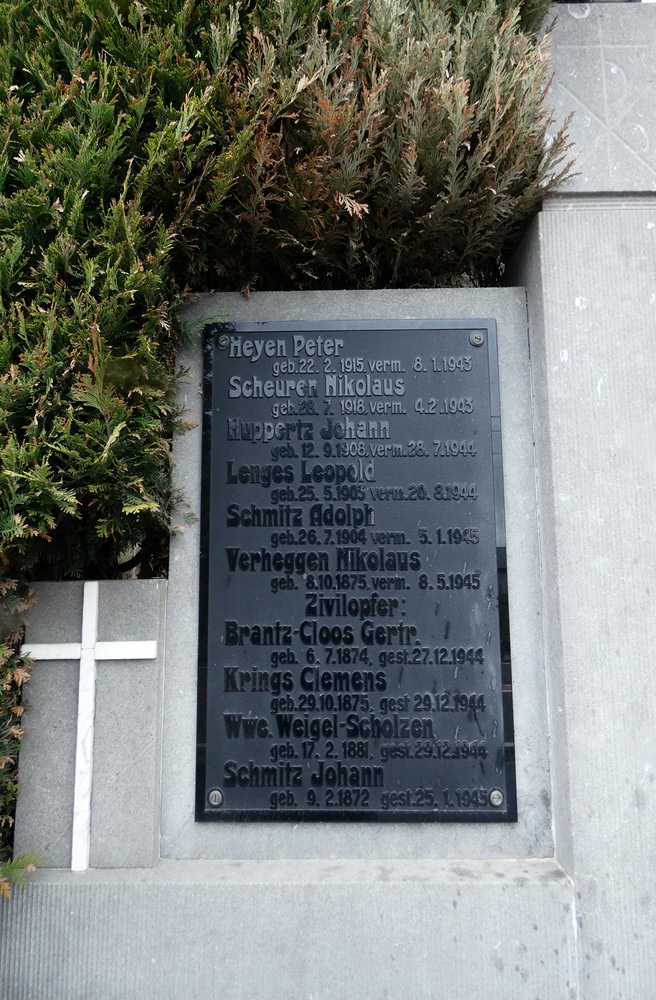 Heyen Peter
geb. 22. 2. 1915. verm. 8. 1. 1943
Scheuren Nikolaus
geb. 28. 7. 1918. verm. 4. 2. 1943
Huppertz Johann
geb. 12. 9. 1908. verm. 28. 7. 1944
Lenges Leopold
geb. 25. 5. 1903 verm. 20. 8. 1944
Schmitz Adolph
geb. 26. 7. 1904 verm. 5. 1. 1945
Verheggen Nikolaus
geb. 8. 10. 1875. verm. 8. 5. 1945
Zivilopfer:
Brantz-Cloos Gertr.
geb. 6. 7. 1874, gest. 27. 12. 1944
Krings Clemens
geb. 29. 10. 1875, gest 29. 12. 1944
Wwe. Weigel-Scholzen
geb. 17. 2. 1881, gest. 29. 12. 1944
Schmitz Johann
geb. 9. 2. 1872 gest. 25. 1. 1945